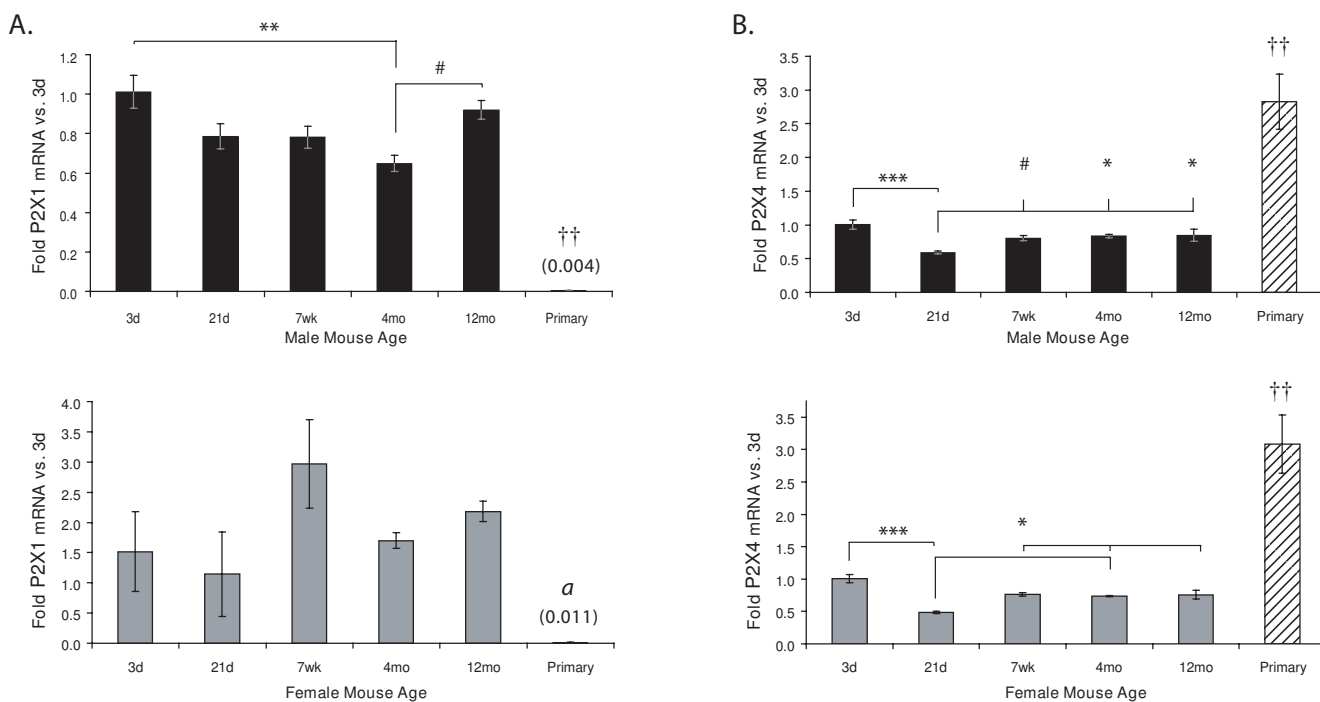 A.
**
#
1.2
1.0
0.8
0.6
0.4
0.2
0.0
Fold P2X1 mRNA vs. 3d
††
(0.004)
3d 21d 7wk 4mo 12mo Primary
Male Mouse Age
B.
††
3.5
3.0
2.5
2.0
1.5
1.0
0.5
0.0
Fold P2X4 mRNA vs. 3d
***
# * *
3d 21d 7wk 4mo 12mo Primary
Male Mouse Age
4.0
3.5
3.0
2.5
2.0
1.5
1.0
0.5
0.0
Fold P2X1 mRNA vs. 3d
a
(0.011)
3d 21d 7wk 4mo 12mo Primary
Female Mouse Age
††
3.5
3.0
2.5
2.0
1.5
1.0
0.5
0.0
Fold P2X4 mRNA vs. 3d
***
*
3d 21d 7wk 4mo 12mo Primary
Female Mouse Age